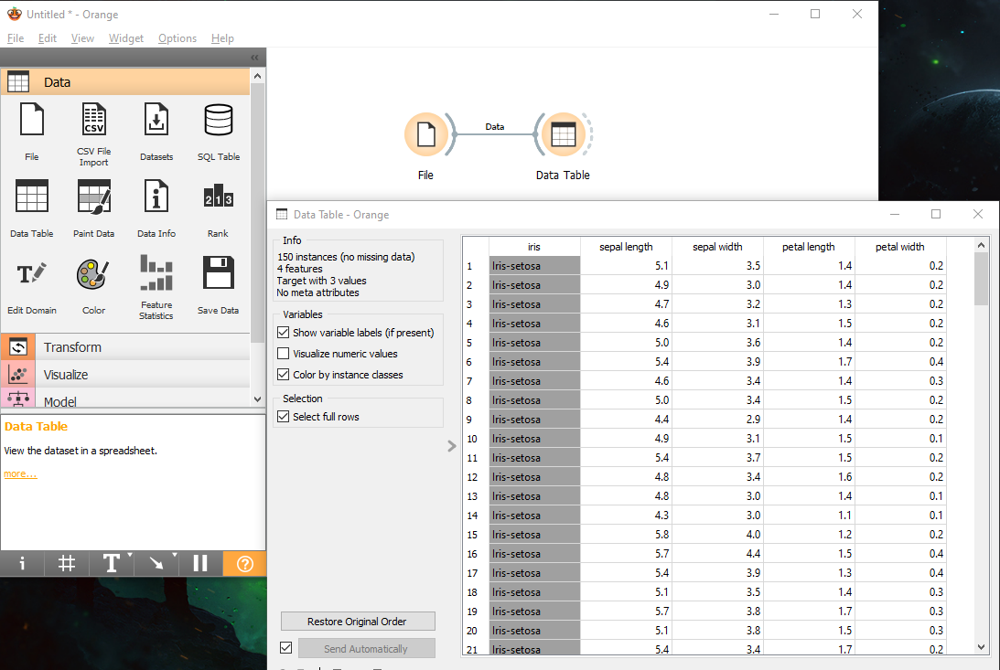 Untitled * - Orange
File Edit View Widget Options Help
Data
File
CSV File
Import
Datasets
SQL Table
Data Table
Paint Data
Data Info
Rank
Edit Domain
Color
Feature
Statistics
Save Data
Transform
Visualize
Model
Data Table
View the dataset in a spreadsheet.
more...
Data
File
Data Table
Data Table - Orange
Info
150 instances (no missing data)
4 features
Target with 3 values
No meta attributes
Variables
Show variable labels (if present)
Visualize numeric values
Color by instance classes
Selection
Select full rows
Restore Original Order
Send Automatically
iris sepal length sepal width petal length petal width
1 Iris-setosa 5.1 3.5 1.4 0.2
2 Iris-setosa 4.9 3.0 1.4 0.2
3 Iris-setosa 4.7 3.2 1.3 0.2
4 Iris-setosa 4.6 3.1 1.5 0.2
5 Iris-setosa 5.0 3.6 1.4 0.2
6 Iris-setosa 5.4 3.9 1.7 0.4
7 Iris-setosa 4.6 3.4 1.4 0.3
8 Iris-setosa 5.0 3.4 1.5 0.2
9 Iris-setosa 4.4 2.9 1.4 0.2
10 Iris-setosa 4.9 3.1 1.5 0.1
11 Iris-setosa 5.4 3.7 1.5 0.2
12 Iris-setosa 4.8 3.4 1.6 0.2
13 Iris-setosa 4.8 3.0 1.4 0.1
14 Iris-setosa 4.3 3.0 1.1 0.1
15 Iris-setosa 5.8 4.0 1.2 0.2
16 Iris-setosa 5.7 4.4 1.5 0.4
17 Iris-setosa 5.4 3.9 1.3 0.4
18 Iris-setosa 5.1 3.5 1.4 0.3
19 Iris-setosa 5.7 3.8 1.7 0.3
20 Iris-setosa 5.1 3.8 1.5 0.3
21 Iris-setosa 5.4 3.4 1.7 0.2